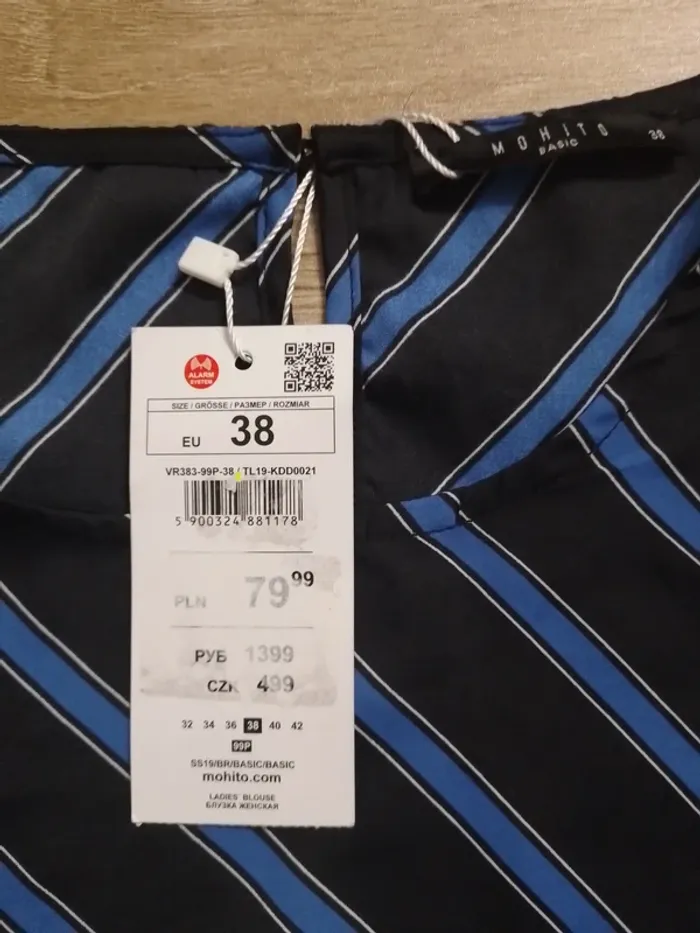 MOHITO
BASIC
38
ALARM
SYSTEM
SIZE / GRÖSSE / РАЗМЕР / ROZMIAR
EU 38
VR383-99P-38 / TL19-KDD0021
5 900324 881178
PLN 79 99
РУБ 1399
CZK 499
32 34 36 38 40 42
99P
SS19/BR/BASIC/BASIC
mohito.com
LADIES' BLOUSE
БЛУЗКА ЖЕНСКАЯ